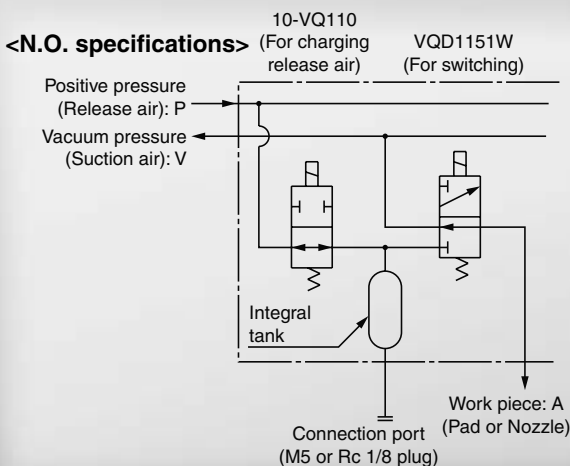 <N.O. specifications>
10-VQ110
(For charging
release air)
VQD1151W
(For switching)
Positive pressure
(Release air): P
Vacuum pressure
(Suction air): V
Integral
tank
Work piece: A
(Pad or Nozzle)
Connection port
(M5 or Rc 1/8 plug)